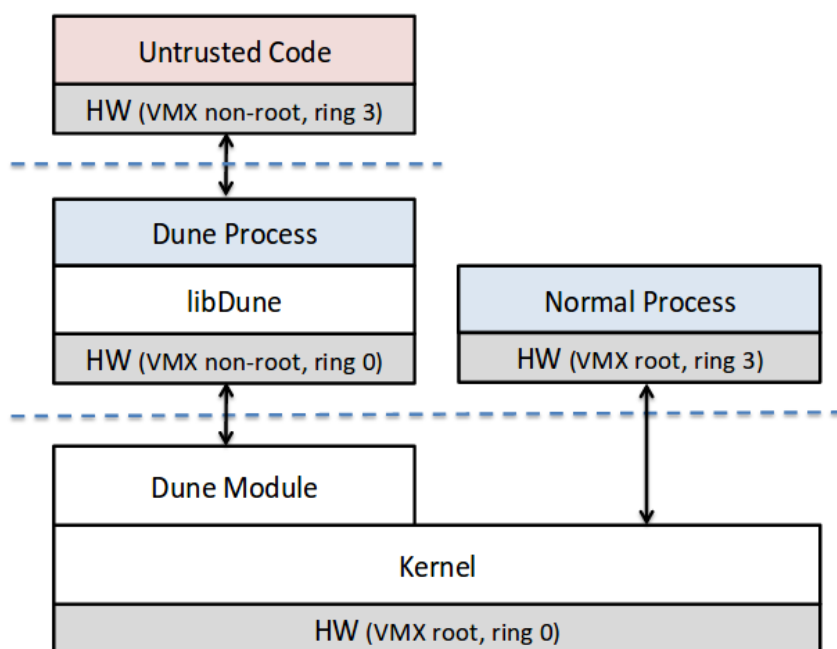 Untrusted Code
HW (VMX non-root, ring 3)
Dune Process
libDune
HW (VMX non-root, ring 0)
Normal Process
HW (VMX root, ring 3)
Dune Module
Kernel
HW (VMX root, ring 0)